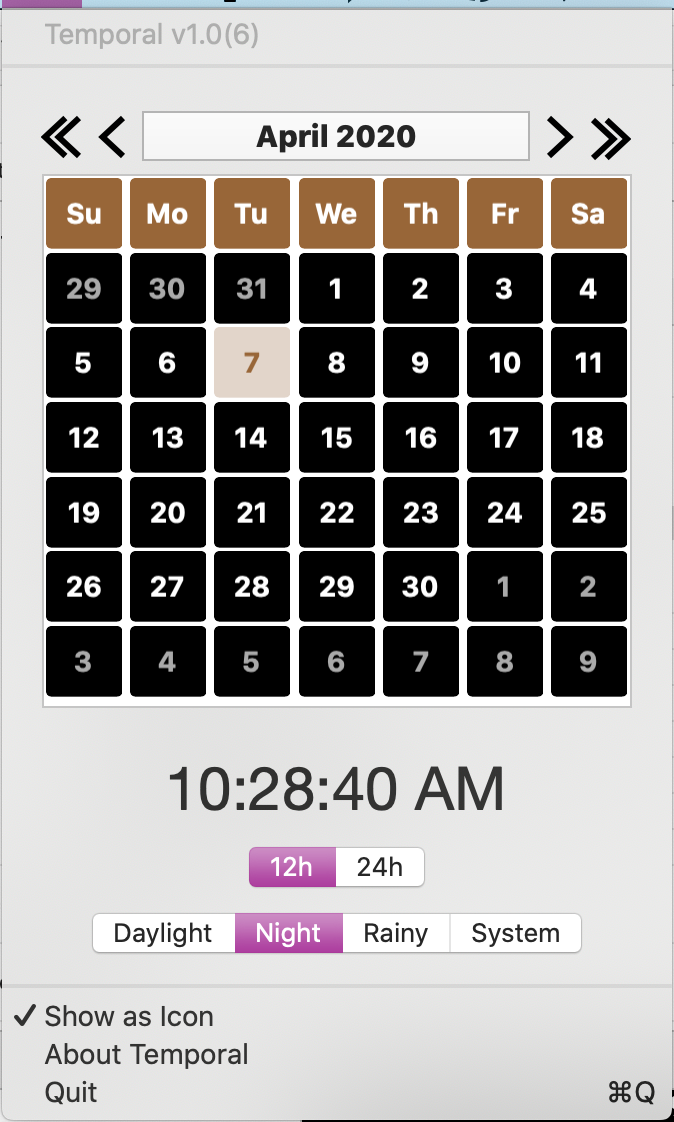 Temporal v1.0(6)
April 2020
Su Mo Tu We Th Fr Sa
29 30 31 1 2 3 4
5 6 7 8 9 10 11
12 13 14 15 16 17 18
19 20 21 22 23 24 25
26 27 28 29 30 1 2
3 4 5 6 7 8 9
10:28:40 AM
12h 24h
Daylight Night Rainy System
✓ Show as Icon
About Temporal
Quit ⌘Q